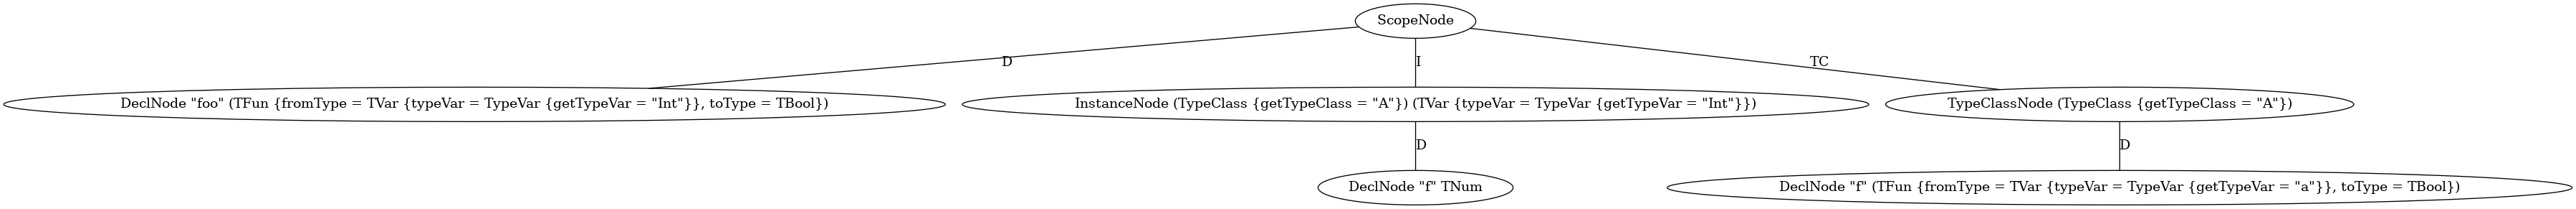 ScopeNode
D
I
TC
DeclNode "foo" (TFun {fromType = TVar {typeVar = TypeVar {getTypeVar = "Int"}}, toType = TBool})
InstanceNode (TypeClass {getTypeClass = "A"}) (TVar {typeVar = TypeVar {getTypeVar = "Int"}})
TypeClassNode (TypeClass {getTypeClass = "A"})
D
D
DeclNode "f" TNum
DeclNode "f" (TFun {fromType = TVar {typeVar = TypeVar {getTypeVar = "a"}}, toType = TBool})